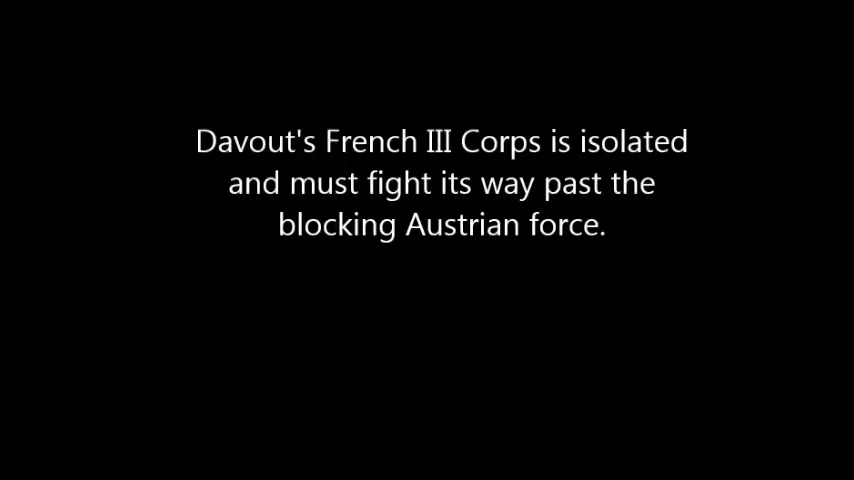 Davout's French III Corps is isolated
and must fight its way past the
blocking Austrian force.